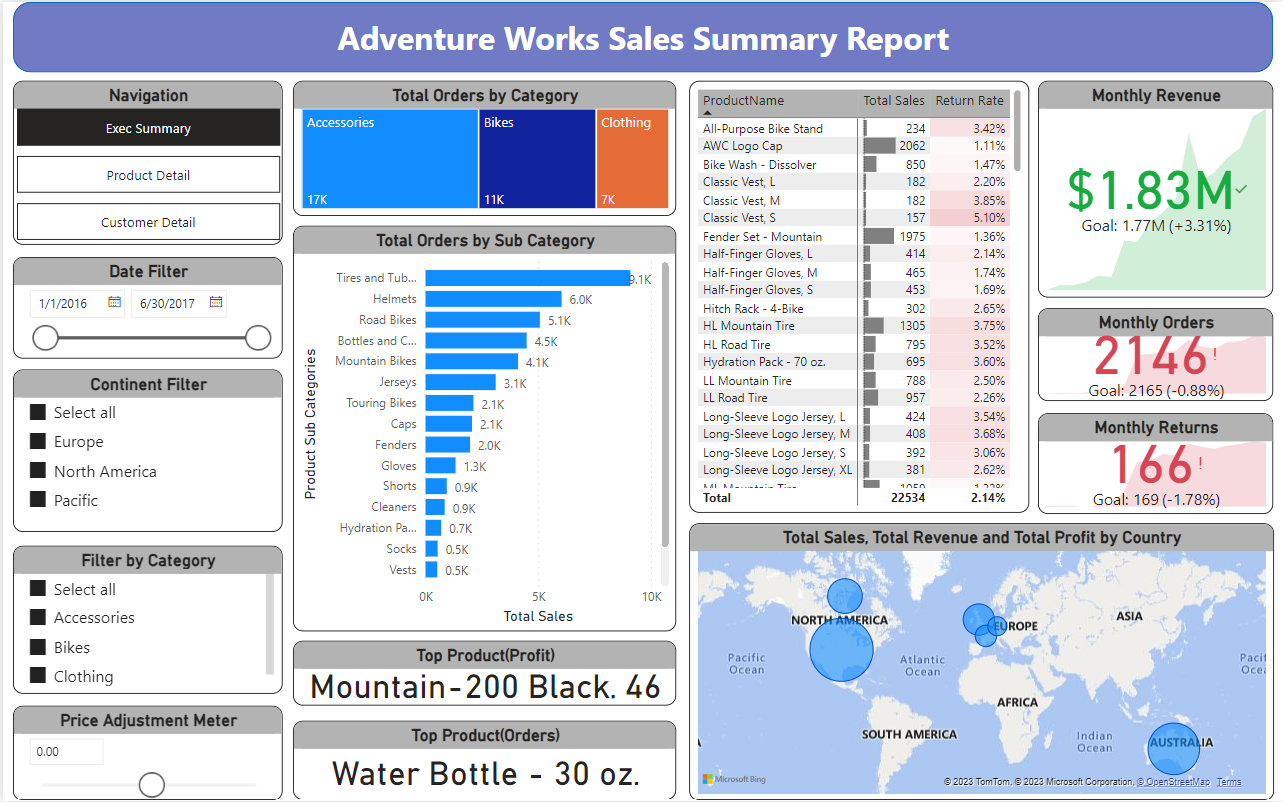 Adventure Works Sales Summary Report
Navigation
Exec Summary
Product Detail
Customer Detail
Date Filter
1/1/2016 6/30/2017
Continent Filter
Select all
Europe
North America
Pacific
Filter by Category
Select all
Accessories
Bikes
Clothing
Price Adjustment Meter
0.00
Total Orders by Category
Accessories Bikes Clothing
17K 11K 7K
Total Orders by Sub Category
Product Sub Categories
Tires and Tub... 9.1K
Helmets 6.0K
Road Bikes 5.1K
Bottles and C... 4.5K
Mountain Bikes 4.1K
Jerseys 3.1K
Touring Bikes 2.1K
Caps 2.1K
Fenders 2.0K
Gloves 1.3K
Shorts 0.9K
Cleaners 0.9K
Hydration Pa... 0.7K
Socks 0.5K
Vests 0.5K
0K 5K 10K
Total Sales
Top Product(Profit)
Mountain-200 Black. 46
Top Product(Orders)
Water Bottle - 30 oz.
ProductName Total Sales Return Rate
All-Purpose Bike Stand 234 3.42%
AWC Logo Cap 2062 1.11%
Bike Wash - Dissolver 850 1.47%
Classic Vest, L 182 2.20%
Classic Vest, M 182 3.85%
Classic Vest, S 157 5.10%
Fender Set - Mountain 1975 1.36%
Half-Finger Gloves, L 414 2.14%
Half-Finger Gloves, M 465 1.74%
Half-Finger Gloves, S 453 1.69%
Hitch Rack - 4-Bike 302 2.65%
HL Mountain Tire 1305 3.75%
HL Road Tire 795 3.52%
Hydration Pack - 70 oz. 695 3.60%
LL Mountain Tire 788 2.50%
LL Road Tire 957 2.26%
Long-Sleeve Logo Jersey, L 424 3.54%
Long-Sleeve Logo Jersey, M 408 3.68%
Long-Sleeve Logo Jersey, S 392 3.06%
Long-Sleeve Logo Jersey, XL 381 2.62%
Total 22534 2.14%
Monthly Revenue
$1.83M
Goal: 1.77M (+3.31%)
Monthly Orders
2146 !
Goal: 2165 (-0.88%)
Monthly Returns
166 !
Goal: 169 (-1.78%)
Total Sales, Total Revenue and Total Profit by Country
NORTH AMERICA
EUROPE
ASIA
Pacific
Ocean
Atlantic
Ocean
Pacif
Ocea
AFRICA
SOUTH AMERICA
Indian
Ocean
AUSTRALIA
Microsoft Bing
© 2023 TomTom, © 2023 Microsoft Corporation, © OpenStreetMap Terms